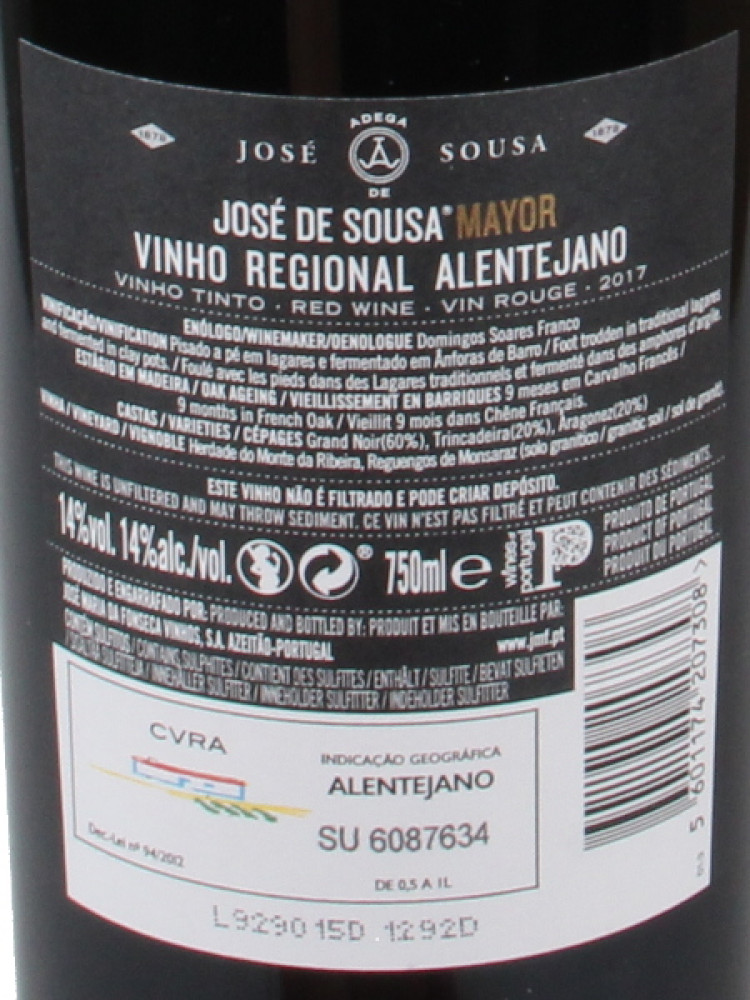 1878 JOSÉ ADEGA DE SOUSA 1878
JOSÉ DE SOUSA® MAYOR
VINHO REGIONAL ALENTEJANO
VINHO TINTO · RED WINE · VIN ROUGE · 2017
ENÓLOGO/WINEMAKER/OENOLOGUE Domingos Soares Franco
VINIFICAÇÃO/VINIFICATION Pisado a pé em lagares e fermentado em Ânforas de Barro / Foot trodden in traditional lagares
and fermented in clay pots. / Foulé avec les pieds dans des Lagares traditionnels et fermenté dans des amphores d'argile.
ESTÁGIO EM MADEIRA / OAK AGEING / VIEILLISSEMENT EN BARRIQUES 9 meses em Carvalho Francês /
9 months in French Oak / Vieillit 9 mois dans Chêne Français.
CASTAS / VARIETIES / CÉPAGES Grand Noir(60%), Trincadeira(20%), Aragonez(20%)
VINHA / VINEYARD / VIGNOBLE Herdade do Monte da Ribeira, Reguengos de Monsaraz (solo granítico / granitic soil / sol de granit).
ESTE VINHO NÃO É FILTRADO E PODE CRIAR DEPÓSITO.
THIS WINE IS UNFILTERED AND MAY THROW SEDIMENT. CE VIN N'EST PAS FILTRÉ ET PEUT CONTENIR DES SÉDIMENTS.
14%vol. 14%alc./vol. ® 750ml e
wines of portugal
PRODUTO DE PORTUGAL
PRODUCT OF PORTUGAL
PRODUIT DU PORTUGAL
PRODUZIDO E ENGARRAFADO POR: PRODUCED AND BOTTLED BY: PRODUIT ET MIS EN BOUTEILLE PAR:
JOSÉ MARIA DA FONSECA VINHOS, S.A. AZEITÃO-PORTUGAL www.jmf.pt
CONTÉM SULFITOS / CONTAINS SULPHITES / CONTIENT DES SULFITES / ENTHÄLT / SULFITE / BEVAT SULFIETEN
/ INNEHÅLLER SULFITER / INNEHOLDER SULFITTER / INDEHOLDER SULFITTER
CVRA
Dec.-Lei nº 94/2012
INDICAÇÃO GEOGRÁFICA
ALENTEJANO
SU 6087634
DE 0,5 A 1L
5 601174 207308 >
L929015D 1292D